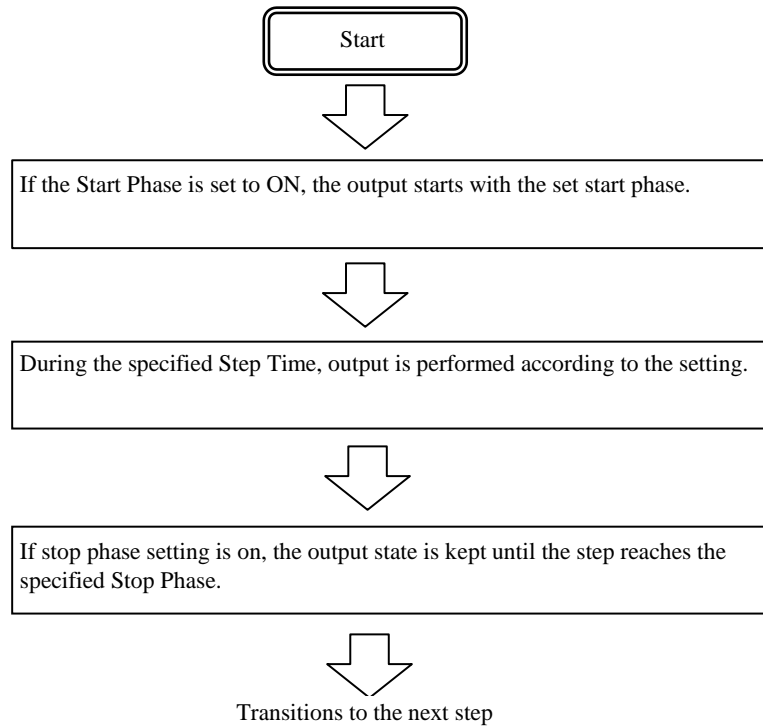 Start
If the Start Phase is set to ON, the output starts with the set start phase.
During the specified Step Time, output is performed according to the setting.
If stop phase setting is on, the output state is kept until the step reaches the
specified Stop Phase.
Transitions to the next step